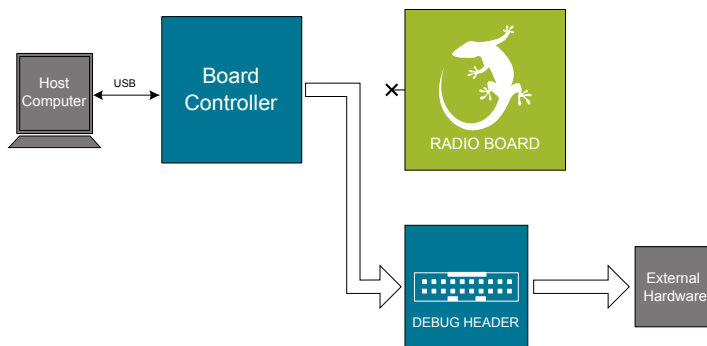 Host
Computer
USB
Board
Controller
RADIO BOARD
DEBUG HEADER
External
Hardware